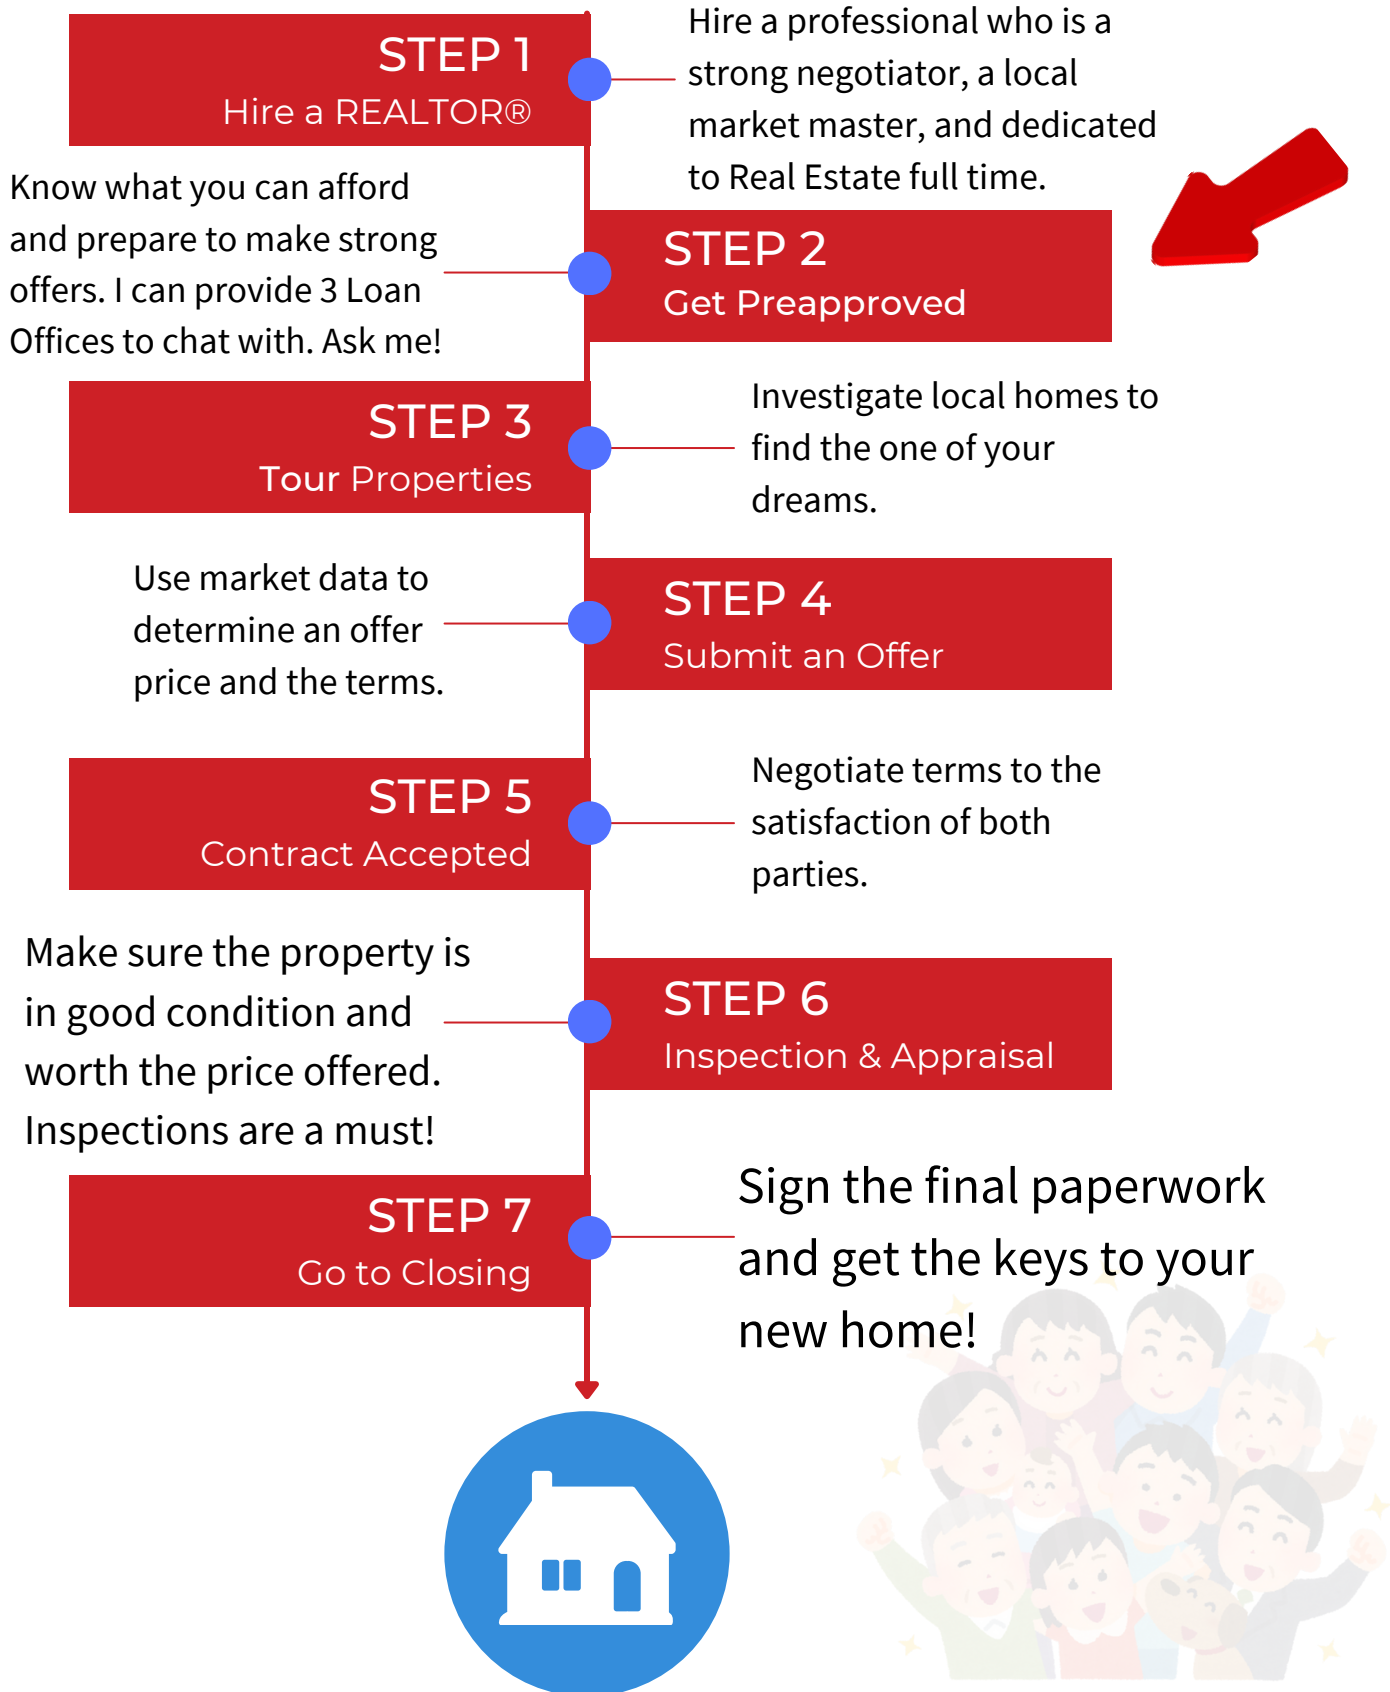 STEP 1
Hire a REALTOR®
Hire a professional who is a
strong negotiator, a local
market master, and dedicated
to Real Estate full time.
STEP 2
Get Preapproved
Know what you can afford
and prepare to make strong
offers. I can provide 3 Loan
Offices to chat with. Ask me!
STEP 3
Tour Properties
Investigate local homes to
find the one of your
dreams.
STEP 4
Submit an Offer
Use market data to
determine an offer
price and the terms.
STEP 5
Contract Accepted
Negotiate terms to the
satisfaction of both
parties.
STEP 6
Inspection & Appraisal
Make sure the property is
in good condition and
worth the price offered.
Inspections are a must!
STEP 7
Go to Closing
Sign the final paperwork
and get the keys to your
new home!